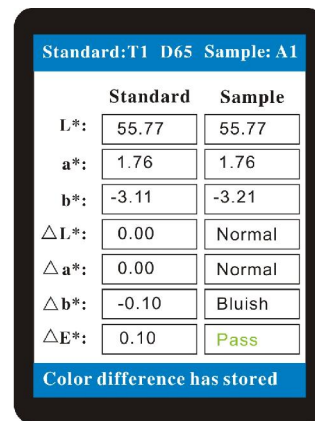 Standard:T1 D65 Sample: A1
Standard Sample
L*: 55.77 55.77
a*: 1.76 1.76
b*: -3.11 -3.21
△L*: 0.00 Normal
△a*: 0.00 Normal
△b*: -0.10 Bluish
△E*: 0.10 Pass
Color difference has stored